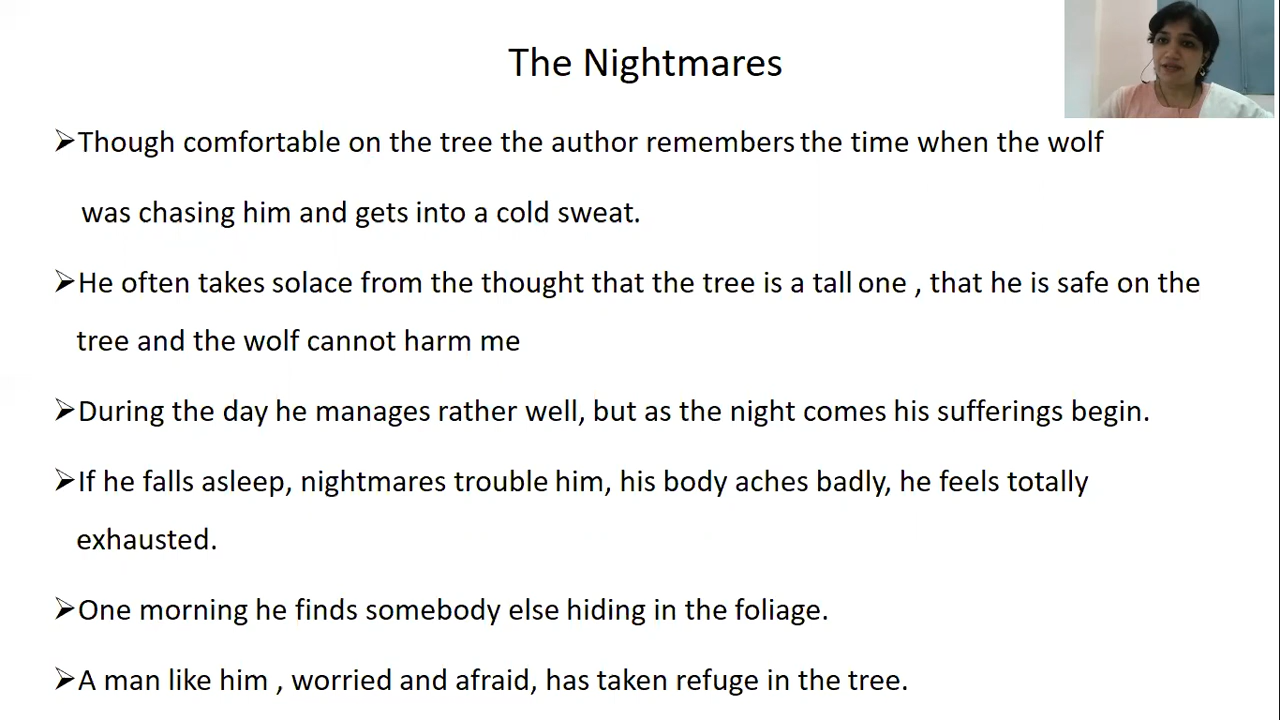 The Nightmares
➢Though comfortable on the tree the author remembers the time when the wolf
was chasing him and gets into a cold sweat.
➢He often takes solace from the thought that the tree is a tall one , that he is safe on the
tree and the wolf cannot harm me
➢During the day he manages rather well, but as the night comes his sufferings begin.
➢If he falls asleep, nightmares trouble him, his body aches badly, he feels totally
exhausted.
➢One morning he finds somebody else hiding in the foliage.
➢A man like him , worried and afraid, has taken refuge in the tree.